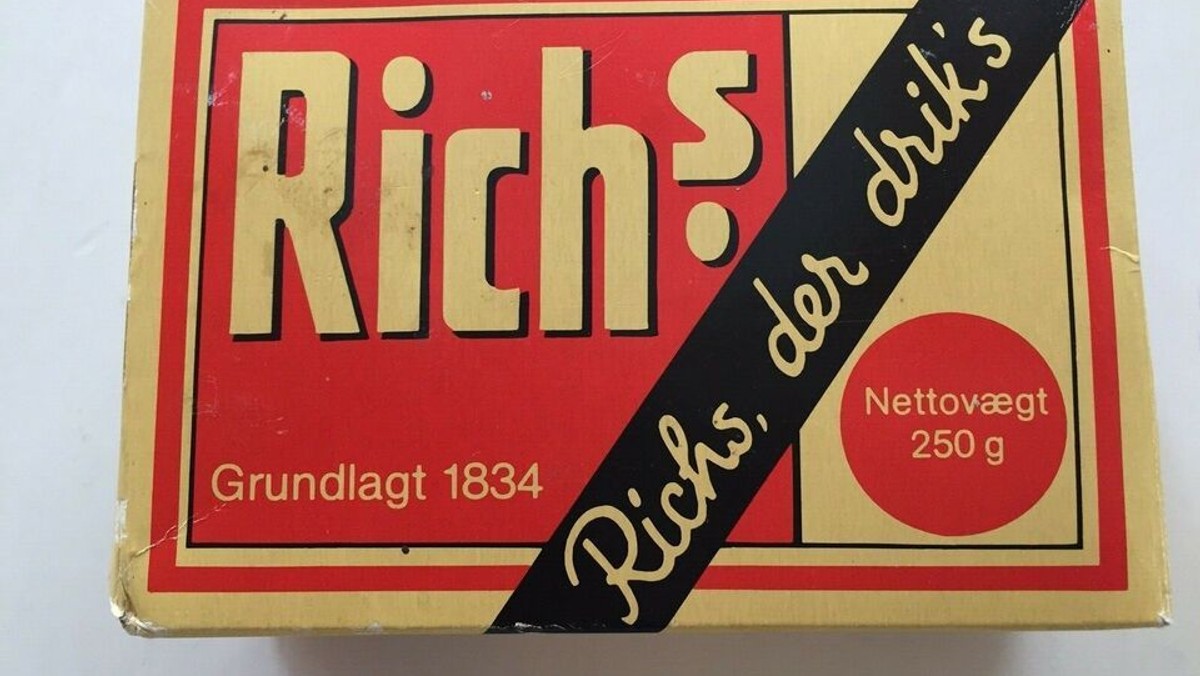 Richs
Richs, der drik's
Grundlagt 1834
Nettovægt
250 g